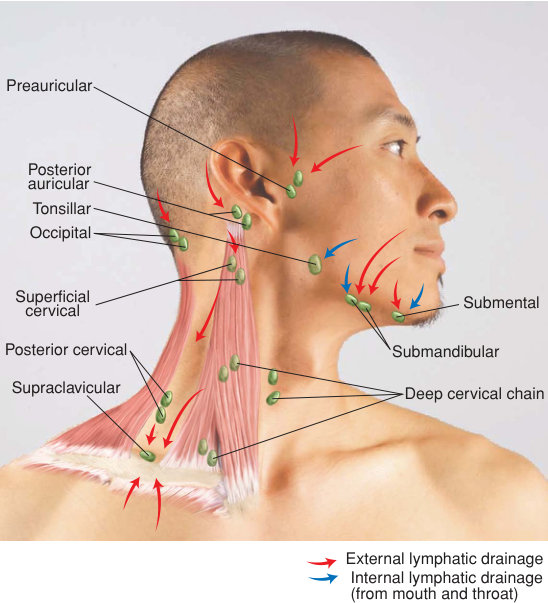 Preauricular
Posterior
auricular
Tonsillar
Occipital
Superficial
cervical
Posterior cervical
Supraclavicular
Submental
Submandibular
Deep cervical chain
External lymphatic drainage
Internal lymphatic drainage
(from mouth and throat)